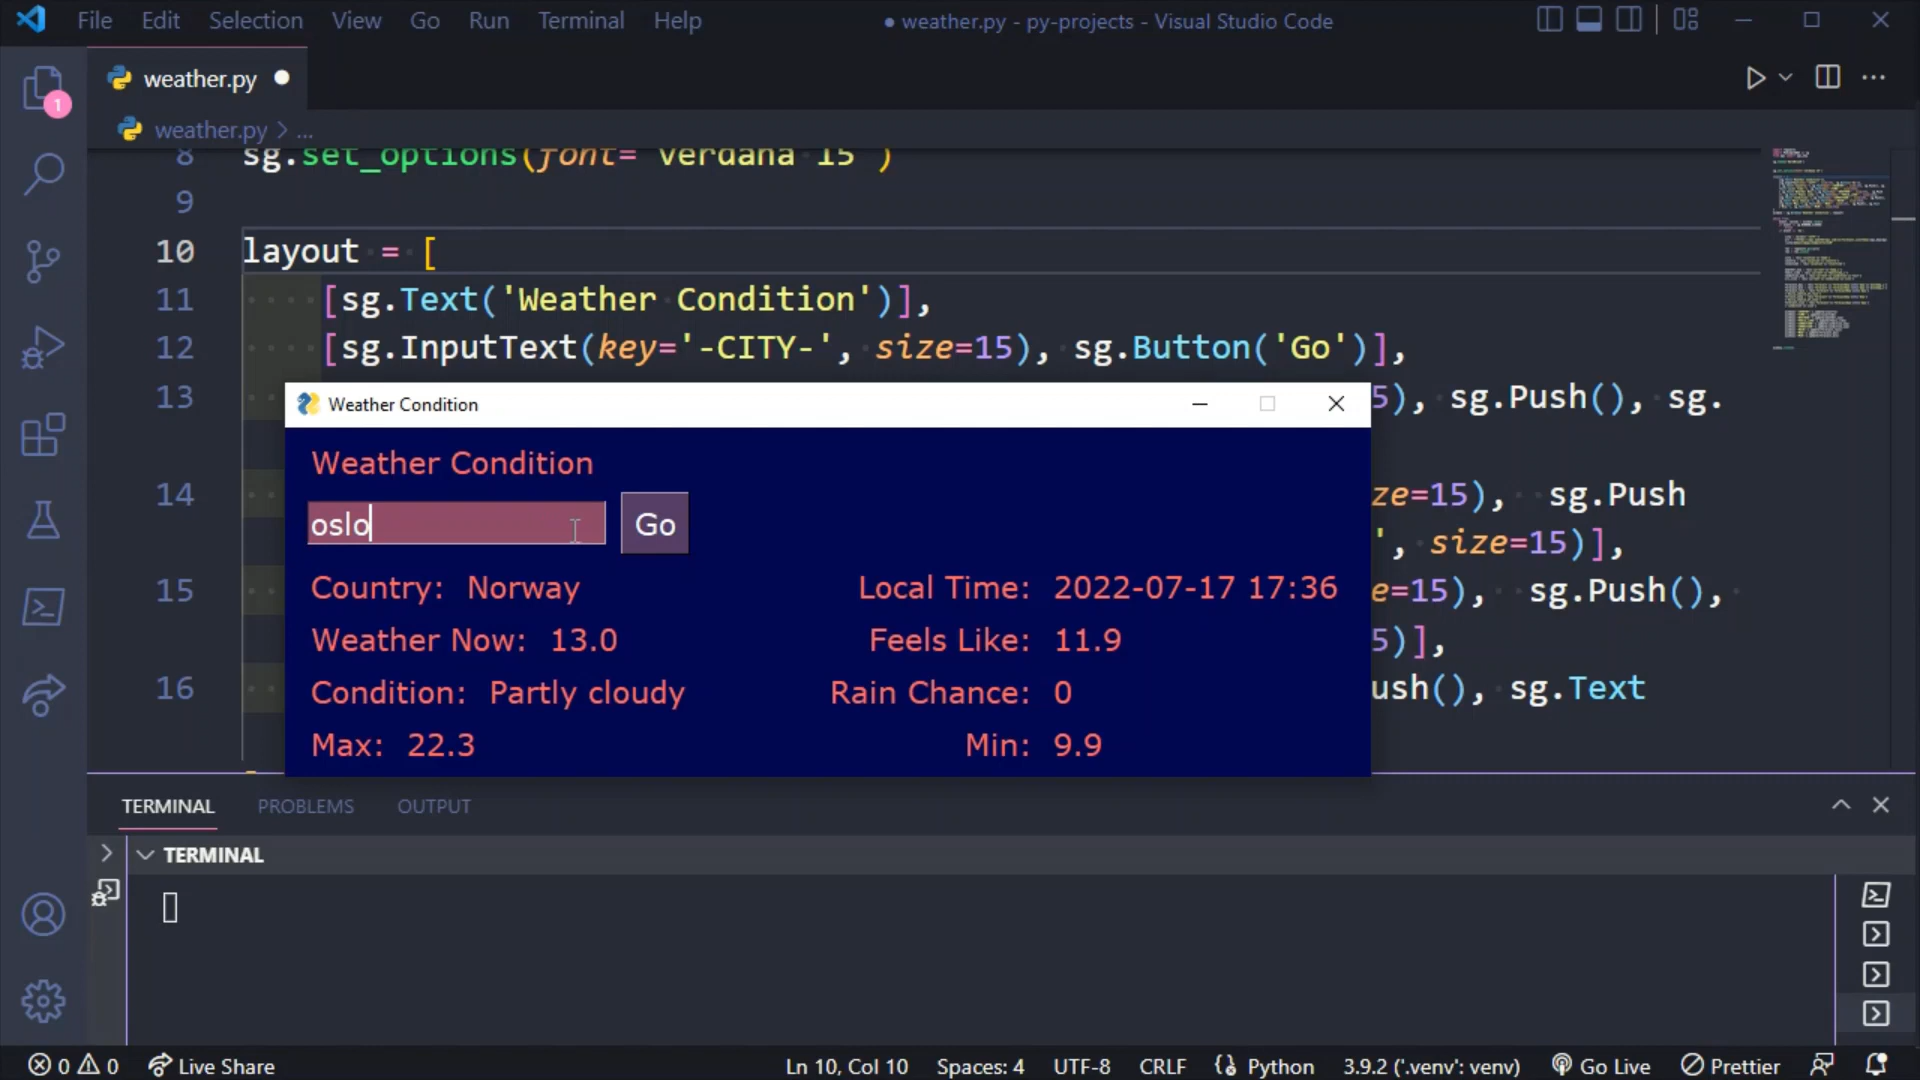 File Edit Selection View Go Run Terminal Help
● weather.py - py-projects - Visual Studio Code
weather.py
1
weather.py > ...
8 sg.set_options(font='Verdana 15')
9
10 layout = [
11 [sg.Text('Weather Condition')],
12 [sg.InputText(key='-CITY-', size=15), sg.Button('Go')],
13 5), sg.Push(), sg.
14 ze=15), sg.Push
', size=15)],
15 e=15), sg.Push(),
5)],
16 ush(), sg.Text
Weather Condition
Weather Condition
oslo Go
Country: Norway Local Time: 2022-07-17 17:36
Weather Now: 13.0 Feels Like: 11.9
Condition: Partly cloudy Rain Chance: 0
Max: 22.3 Min: 9.9
TERMINAL PROBLEMS OUTPUT
TERMINAL
0 0 Live Share Ln 10, Col 10 Spaces: 4 UTF-8 CRLF Python 3.9.2 ('.venv': venv) Go Live Prettier